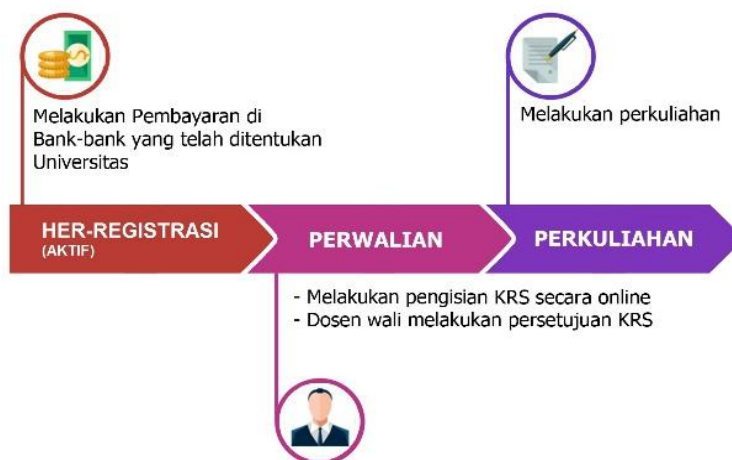 Melakukan Pembayaran di
Bank-bank yang telah ditentukan
Universitas
Melakukan perkuliahan
HER-REGISTRASI
(AKTIF)
PERWALIAN
PERKULIAHAN
- Melakukan pengisian KRS secara online
- Dosen wali melakukan persetujuan KRS